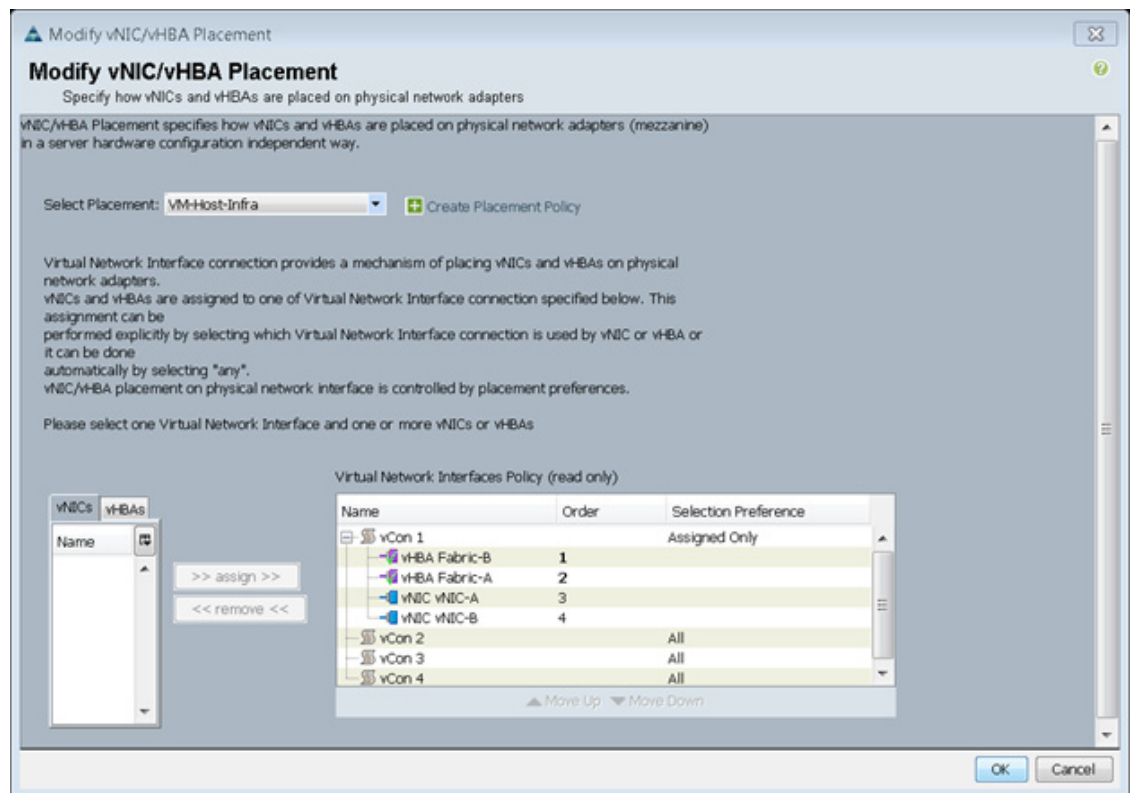 Modify vNIC/vHBA Placement
Modify vNIC/vHBA Placement
Specify how vNICs and vHBAs are placed on physical network adapters
vNIC/vHBA Placement specifies how vNICs and vHBAs are placed on physical network adapters (mezzanine)
in a server hardware configuration independent way.
Select Placement: VM-Host-Infra Create Placement Policy
Virtual Network Interface connection provides a mechanism of placing vNICs and vHBAs on physical
network adapters.
vNICs and vHBAs are assigned to one of Virtual Network Interface connection specified below. This
assignment can be
performed explicitly by selecting which Virtual Network Interface connection is used by vNIC or vHBA or
it can be done
automatically by selecting "any".
vNIC/vHBA placement on physical network interface is controlled by placement preferences.
Please select one Virtual Network Interface and one or more vNICs or vHBAs
Virtual Network Interfaces Policy (read only)
vNICs vHBAs
Name
>> assign >>
<< remove <<
Name Order Selection Preference
vCon 1 Assigned Only
vHBA Fabric-B 1
vHBA Fabric-A 2
vNIC vNIC-A 3
vNIC vNIC-B 4
vCon 2 All
vCon 3 All
vCon 4 All
Move Up Move Down
OK Cancel